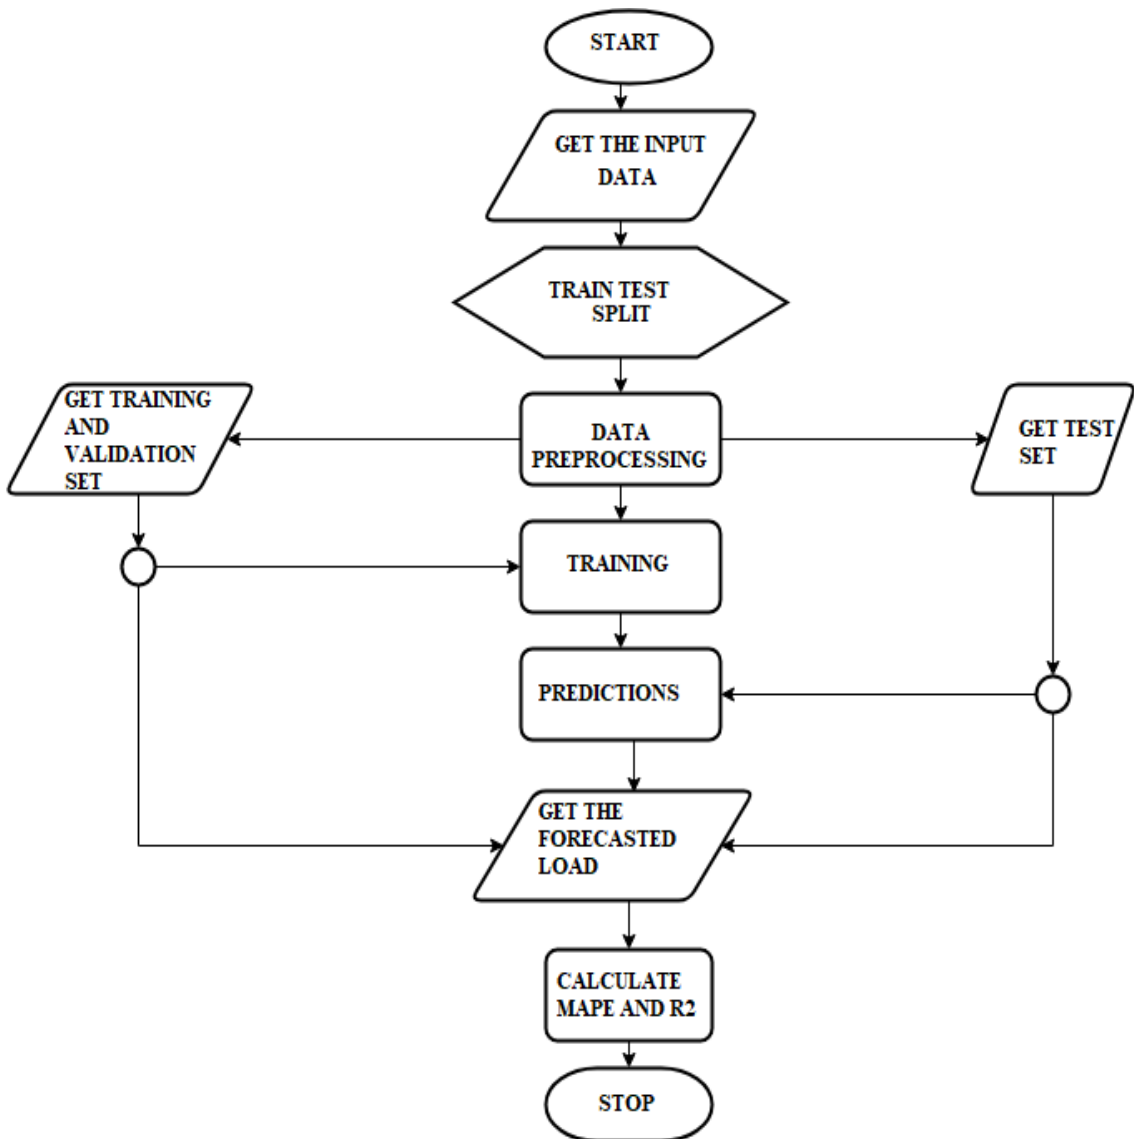 START
GET THE INPUT
DATA
TRAIN TEST
SPLIT
GET TRAINING
AND
VALIDATION
SET
DATA
PREPROCESSING
GET TEST
SET
TRAINING
PREDICTIONS
GET THE
FORECASTED
LOAD
CALCULATE
MAPE AND R2
STOP